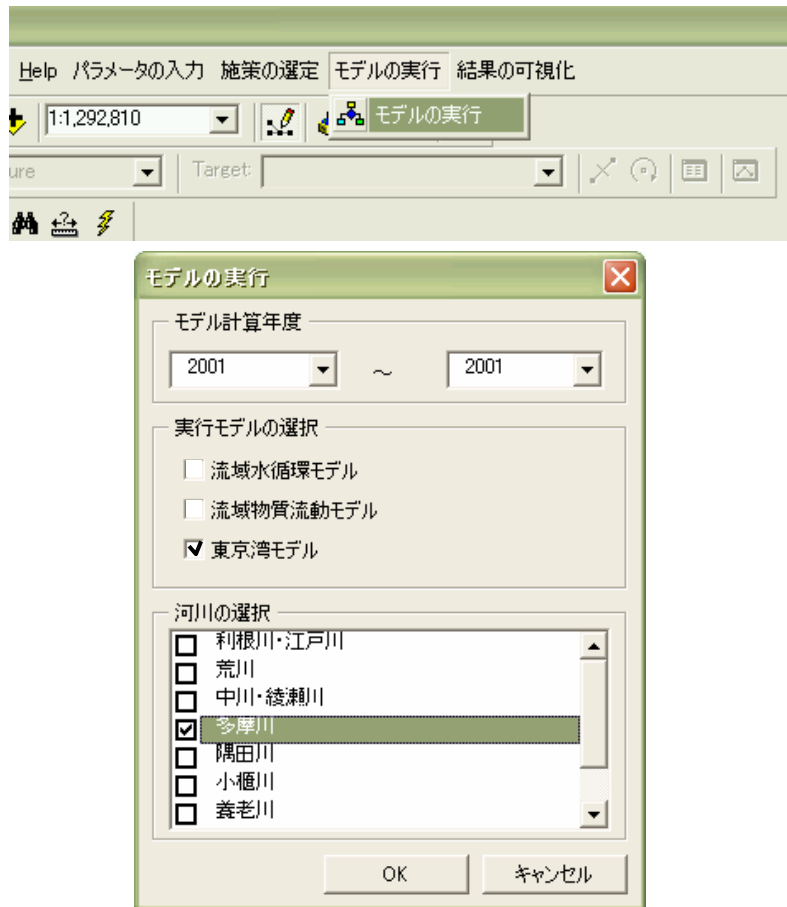 Help パラメータの入力 施策の選定 モデルの実行 結果の可視化
1:1,292,810
モデルの実行
ure Target:
モデルの実行
モデル計算年度
2001 ～ 2001
実行モデルの選択
流域水循環モデル
流域物質流動モデル
東京湾モデル
河川の選択
利根川・江戸川
荒川
中川・綾瀬川
多摩川
隅田川
小櫃川
養老川
OK キャンセル